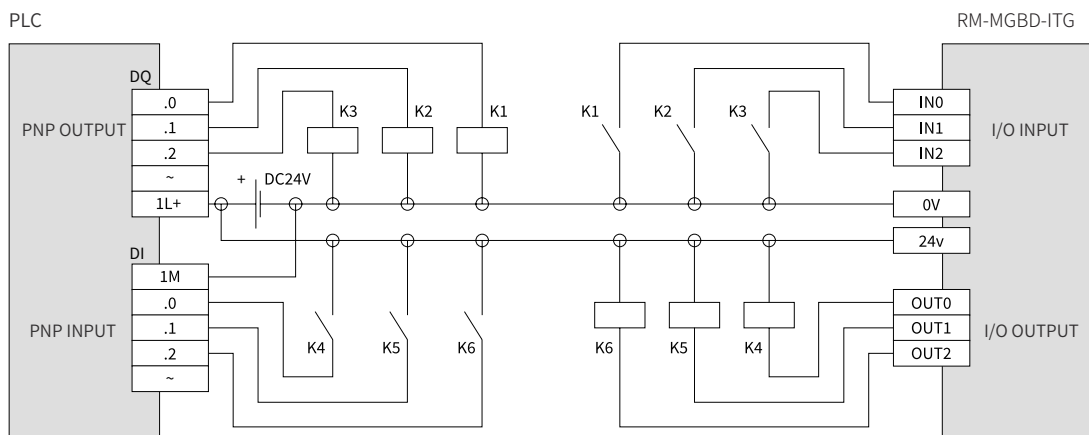 PLC
RM-MGBD-ITG
DQ
.0
.1
.2
~
1L+
PNP OUTPUT
K3
K2
K1
+
DC24V
K1
K2
K3
IN0
IN1
IN2
I/O INPUT
0V
24v
DI
1M
.0
.1
.2
~
PNP INPUT
K4
K5
K6
K6
K5
K4
OUT0
OUT1
OUT2
I/O OUTPUT